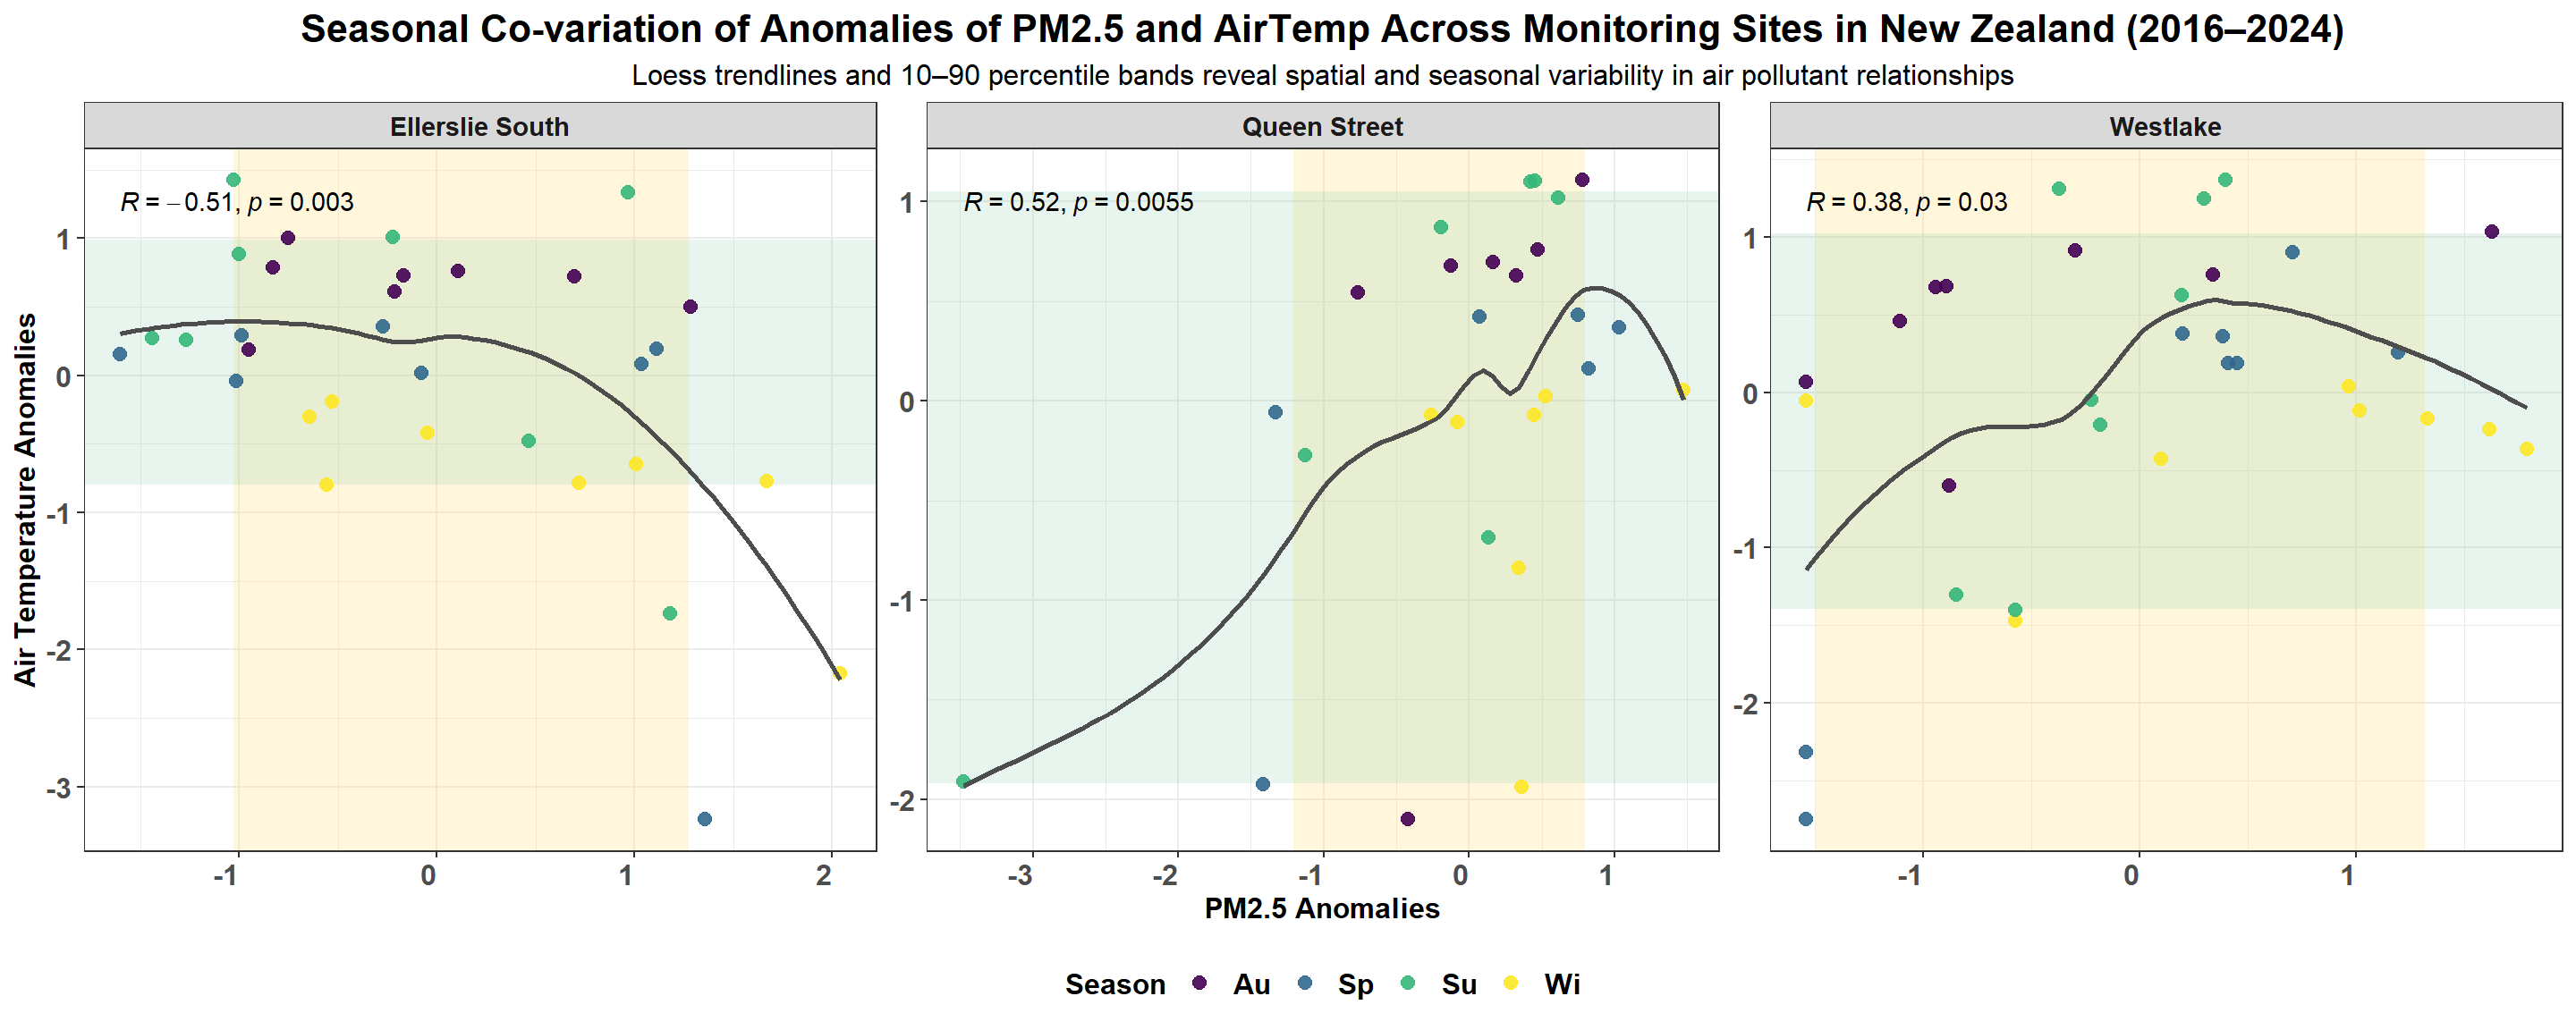 Seasonal Co-variation of Anomalies of PM2.5 and AirTemp Across Monitoring Sites in New Zealand (2016–2024)
Loess trendlines and 10–90 percentile bands reveal spatial and seasonal variability in air pollutant relationships
Ellerslie South
Queen Street
Westlake
R = −0.51, p = 0.003
R = 0.52, p = 0.0055
R = 0.38, p = 0.03
Air Temperature Anomalies
1
0
-1
-2
-3
1
0
-1
-2
1
0
-1
-2
-1 0 1 2
-3 -2 -1 0 1
-1 0 1
PM2.5 Anomalies
Season Au Sp Su Wi